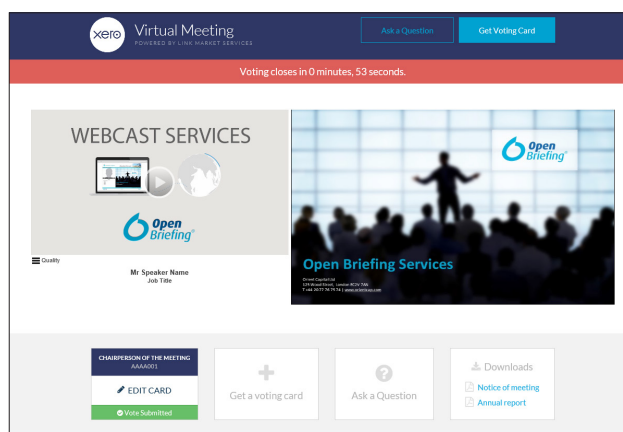 xero
Virtual Meeting
POWERED BY LINK MARKET SERVICES
Ask a Question
Get Voting Card
Voting closes in 0 minutes, 53 seconds.
WEBCAST SERVICES
Open
Briefing
Quality
Mr Speaker Name
Job Title
Open
Briefing
Open Briefing Services
CHAIRPERSON OF THE MEETING
AAAA001
EDIT CARD
Vote Submitted
Get a voting card
Ask a Question
Downloads
Notice of meeting
Annual report